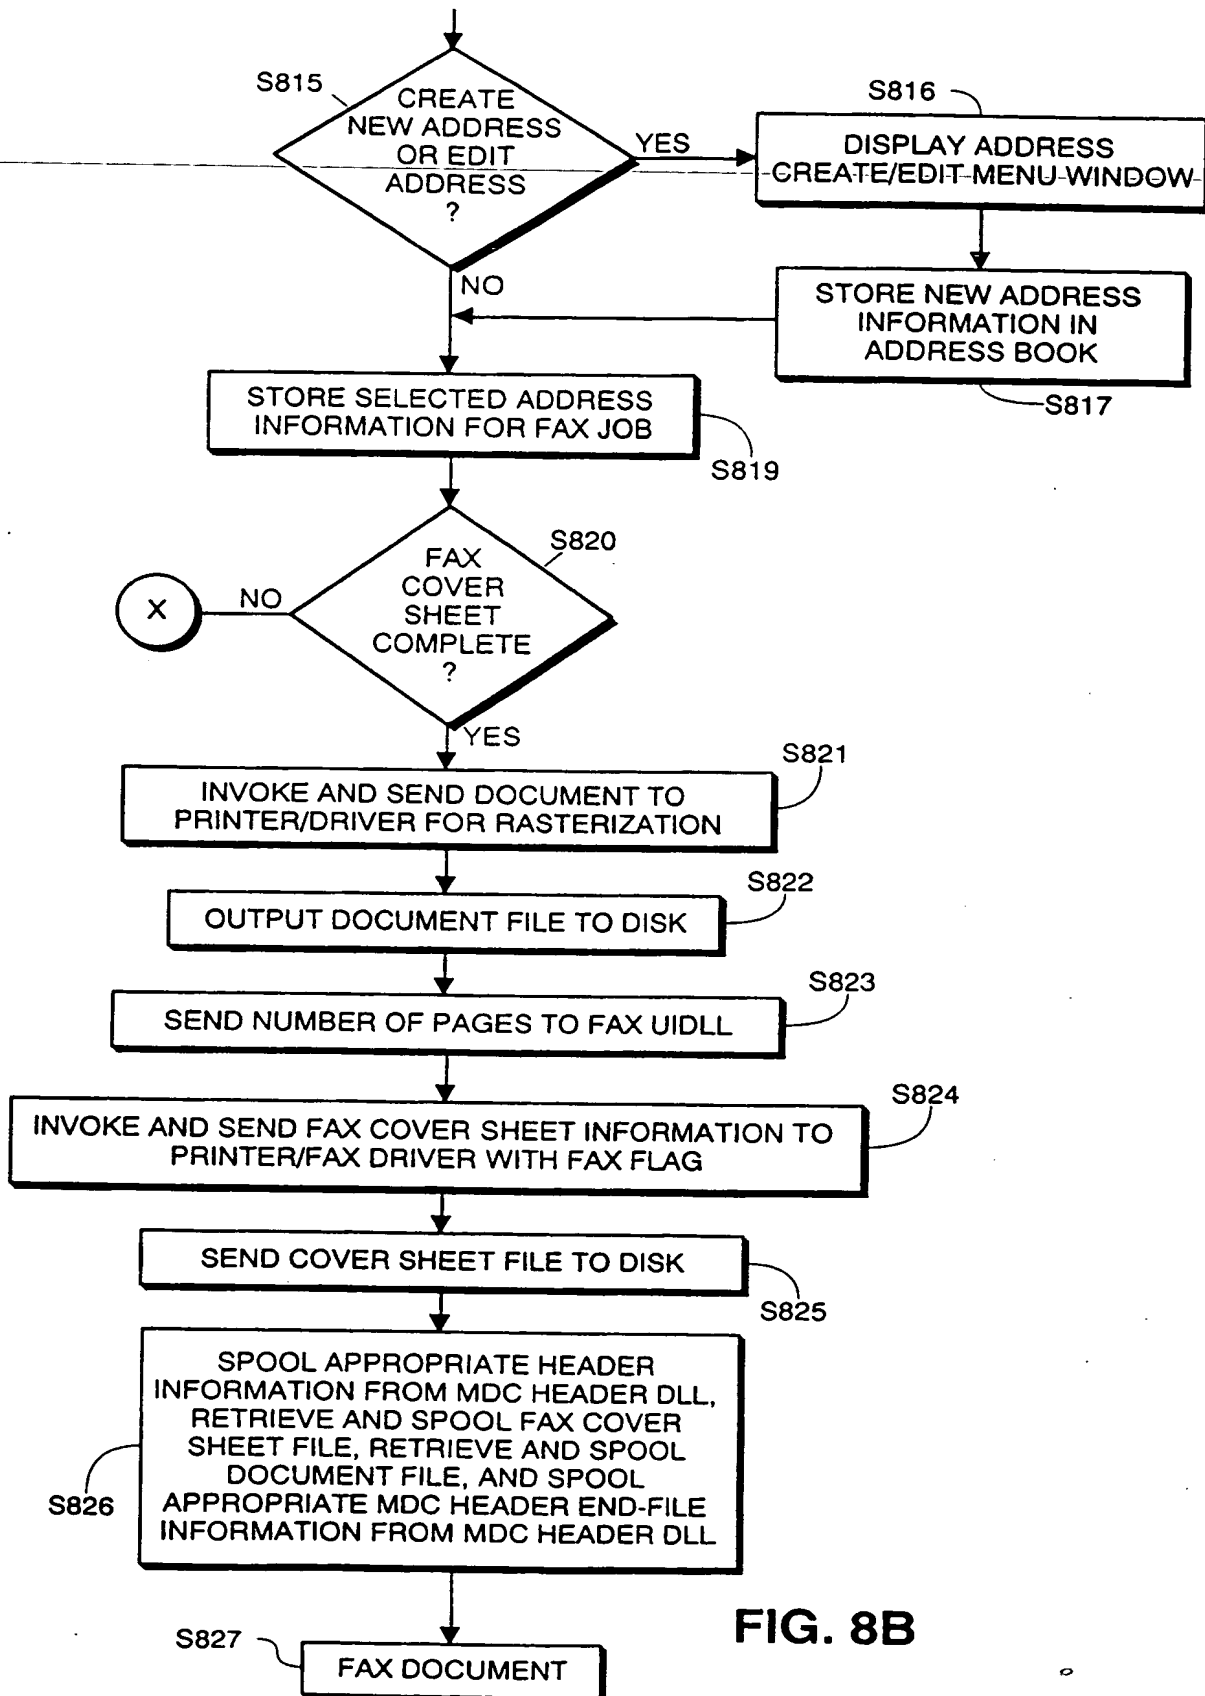 S815
CREATE
NEW ADDRESS
OR EDIT
ADDRESS
?
YES
S816
DISPLAY ADDRESS
CREATE/EDIT MENU WINDOW
NO
STORE NEW ADDRESS
INFORMATION IN
ADDRESS BOOK
S817
STORE SELECTED ADDRESS
INFORMATION FOR FAX JOB
S819
S820
FAX
COVER
SHEET
COMPLETE
?
NO
X
YES
S821
INVOKE AND SEND DOCUMENT TO
PRINTER/DRIVER FOR RASTERIZATION
S822
OUTPUT DOCUMENT FILE TO DISK
S823
SEND NUMBER OF PAGES TO FAX UIDLL
S824
INVOKE AND SEND FAX COVER SHEET INFORMATION TO
PRINTER/FAX DRIVER WITH FAX FLAG
SEND COVER SHEET FILE TO DISK
S825
SPOOL APPROPRIATE HEADER
INFORMATION FROM MDC HEADER DLL,
RETRIEVE AND SPOOL FAX COVER
SHEET FILE, RETRIEVE AND SPOOL
DOCUMENT FILE, AND SPOOL
APPROPRIATE MDC HEADER END-FILE
INFORMATION FROM MDC HEADER DLL
S826
S827
FAX DOCUMENT
FIG. 8B